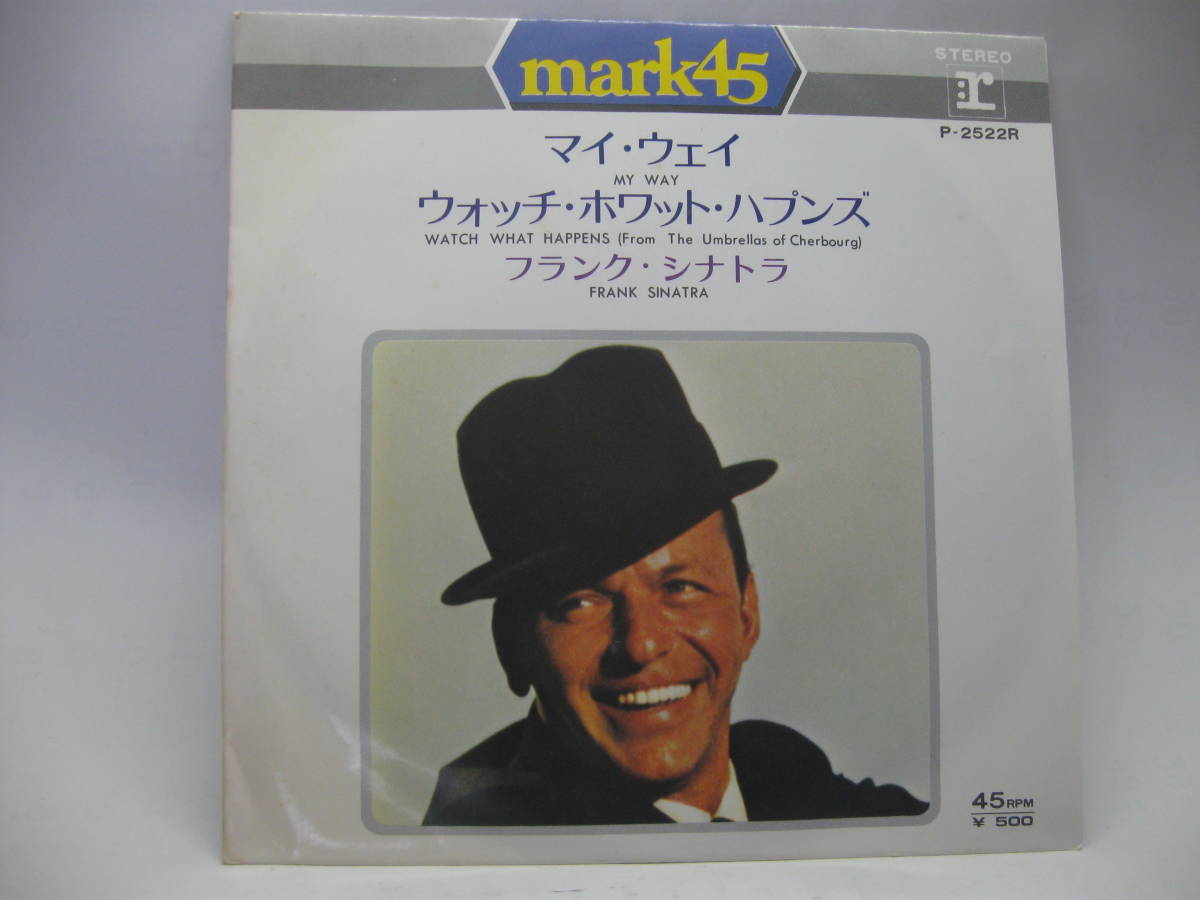 mark45
STEREO
r
P-2522R
マイ・ウェイ
MY WAY
ウォッチ・ホワット・ハプンズ
WATCH WHAT HAPPENS (From The Umbrellas of Cherbourg)
フランク・シナトラ
FRANK SINATRA
45RPM
¥ 500